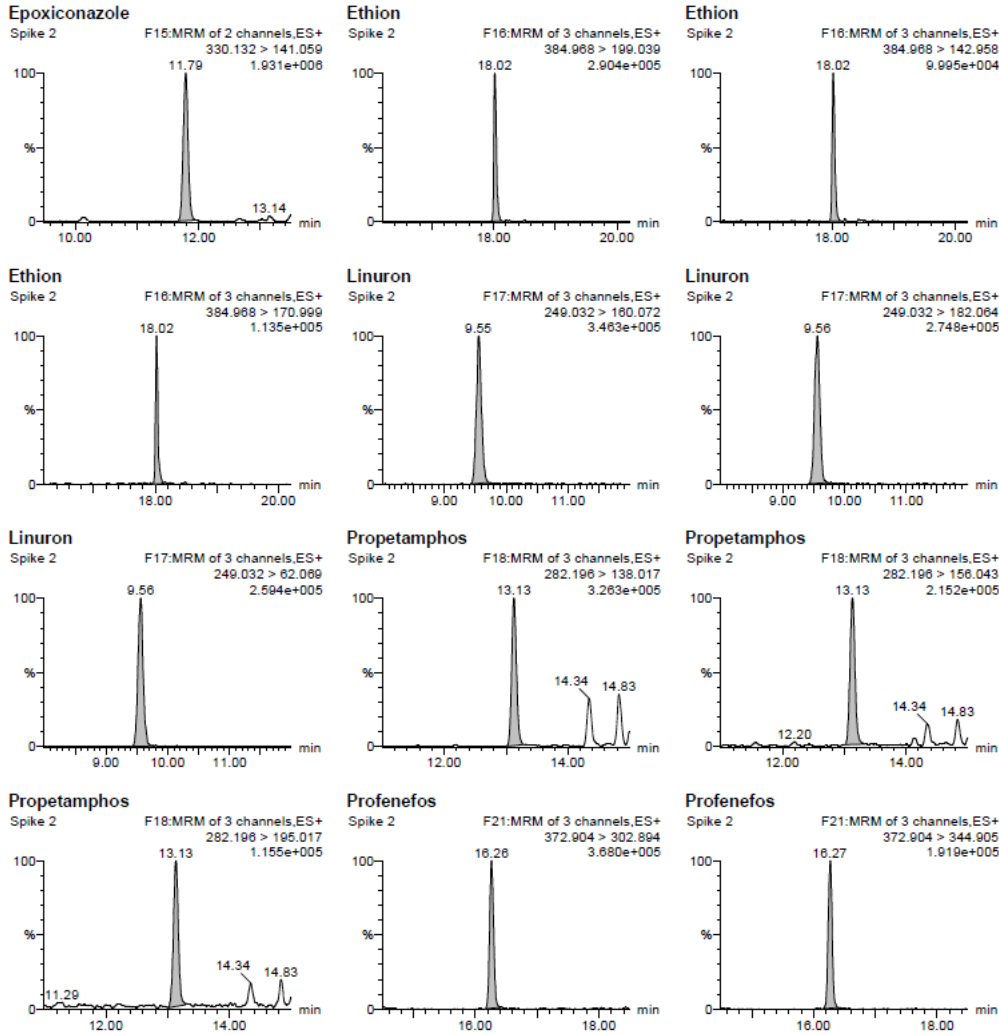 Epoxiconazole
Spike 2
F15:MRM of 2 channels,ES+
330.132 > 141.059
1.931e+006
11.79
100
%
0
13.14
min
10.00 12.00
Ethion
Spike 2
F16:MRM of 3 channels,ES+
384.968 > 199.039
2.904e+005
18.02
100
%
0
min
18.00 20.00
Ethion
Spike 2
F16:MRM of 3 channels,ES+
384.968 > 142.958
9.995e+004
18.02
100
%
0
min
18.00 20.00
Ethion
Spike 2
F16:MRM of 3 channels,ES+
384.968 > 170.999
1.135e+005
18.02
100
%
0
min
18.00 20.00
Linuron
Spike 2
F17:MRM of 3 channels,ES+
249.032 > 160.072
3.463e+005
9.55
100
%
0
min
9.00 10.00 11.00
Linuron
Spike 2
F17:MRM of 3 channels,ES+
249.032 > 182.064
2.748e+005
9.56
100
%
0
min
9.00 10.00 11.00
Linuron
Spike 2
F17:MRM of 3 channels,ES+
249.032 > 62.069
2.594e+005
9.56
100
%
0
min
9.00 10.00 11.00
Propetamphos
Spike 2
F18:MRM of 3 channels,ES+
282.196 > 138.017
3.263e+005
13.13
100
%
14.34
14.83
0
min
12.00 14.00
Propetamphos
Spike 2
F18:MRM of 3 channels,ES+
282.196 > 156.043
2.152e+005
13.13
100
%
14.34
14.83
12.20
0
min
12.00 14.00
Propetamphos
Spike 2
F18:MRM of 3 channels,ES+
282.196 > 195.017
1.155e+005
13.13
100
%
14.34
14.83
11.29
0
min
12.00 14.00
Profenefos
Spike 2
F21:MRM of 3 channels,ES+
372.904 > 302.894
3.680e+005
16.26
100
%
0
min
16.00 18.00
Profenefos
Spike 2
F21:MRM of 3 channels,ES+
372.904 > 344.905
1.919e+005
16.27
100
%
0
min
16.00 18.00